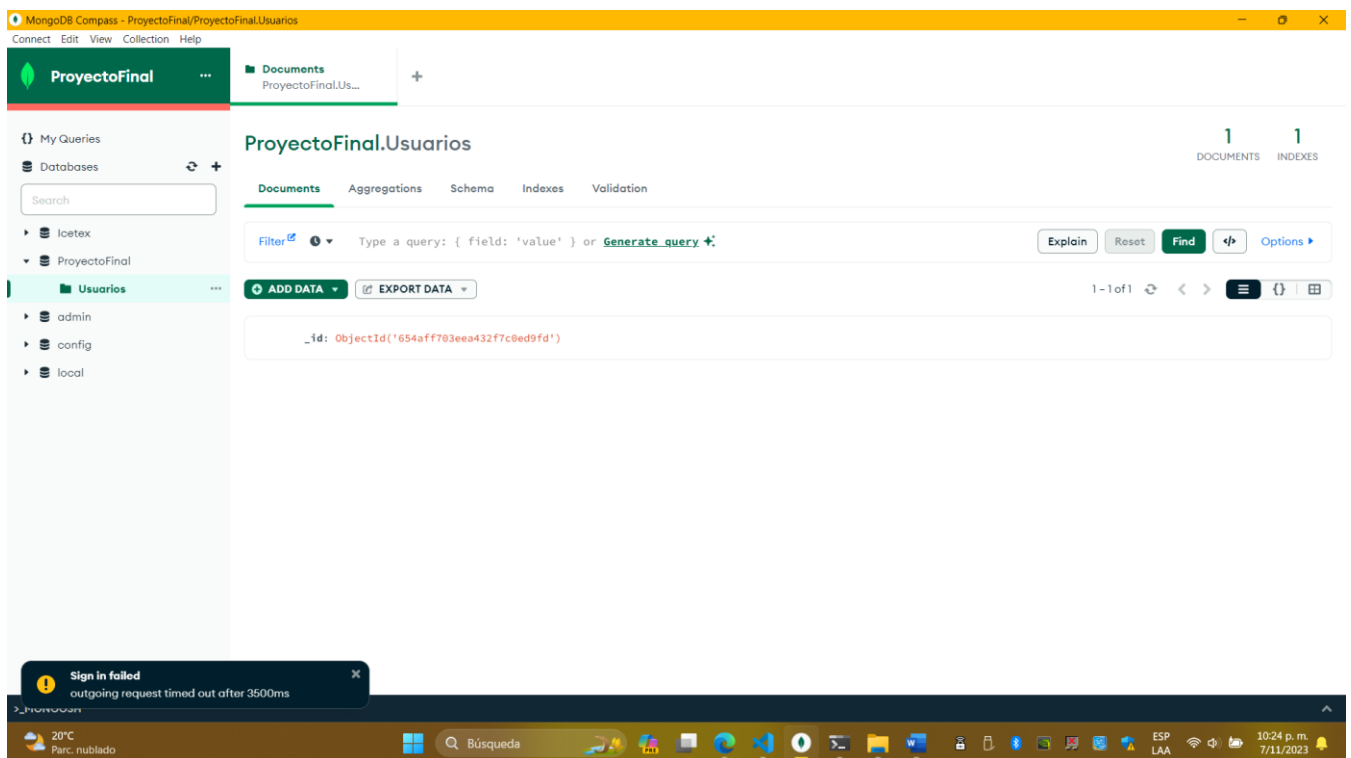 MongoDB Compass - ProyectoFinal/ProyectoFinal.Usuarios
Connect Edit View Collection Help
ProyectoFinal ...
Documents
ProyectoFinal.Us...
+
{} My Queries
Databases
Search
Icetex
ProyectoFinal
Usuarios ...
admin
config
local
ProyectoFinal.Usuarios
1 DOCUMENTS
1 INDEXES
Documents Aggregations Schema Indexes Validation
Filter Type a query: { field: 'value' } or Generate query
Explain Reset Find </> Options
ADD DATA EXPORT DATA
1-1 of 1
{}
_id: ObjectId('654aff703eea432f7c0ed9fd')
Sign in failed
outgoing request timed out after 3500ms
>_MONGOSH
20°C
Parc. nublado
Búsqueda
PRE
ESP
LAA
10:24 p. m.
7/11/2023